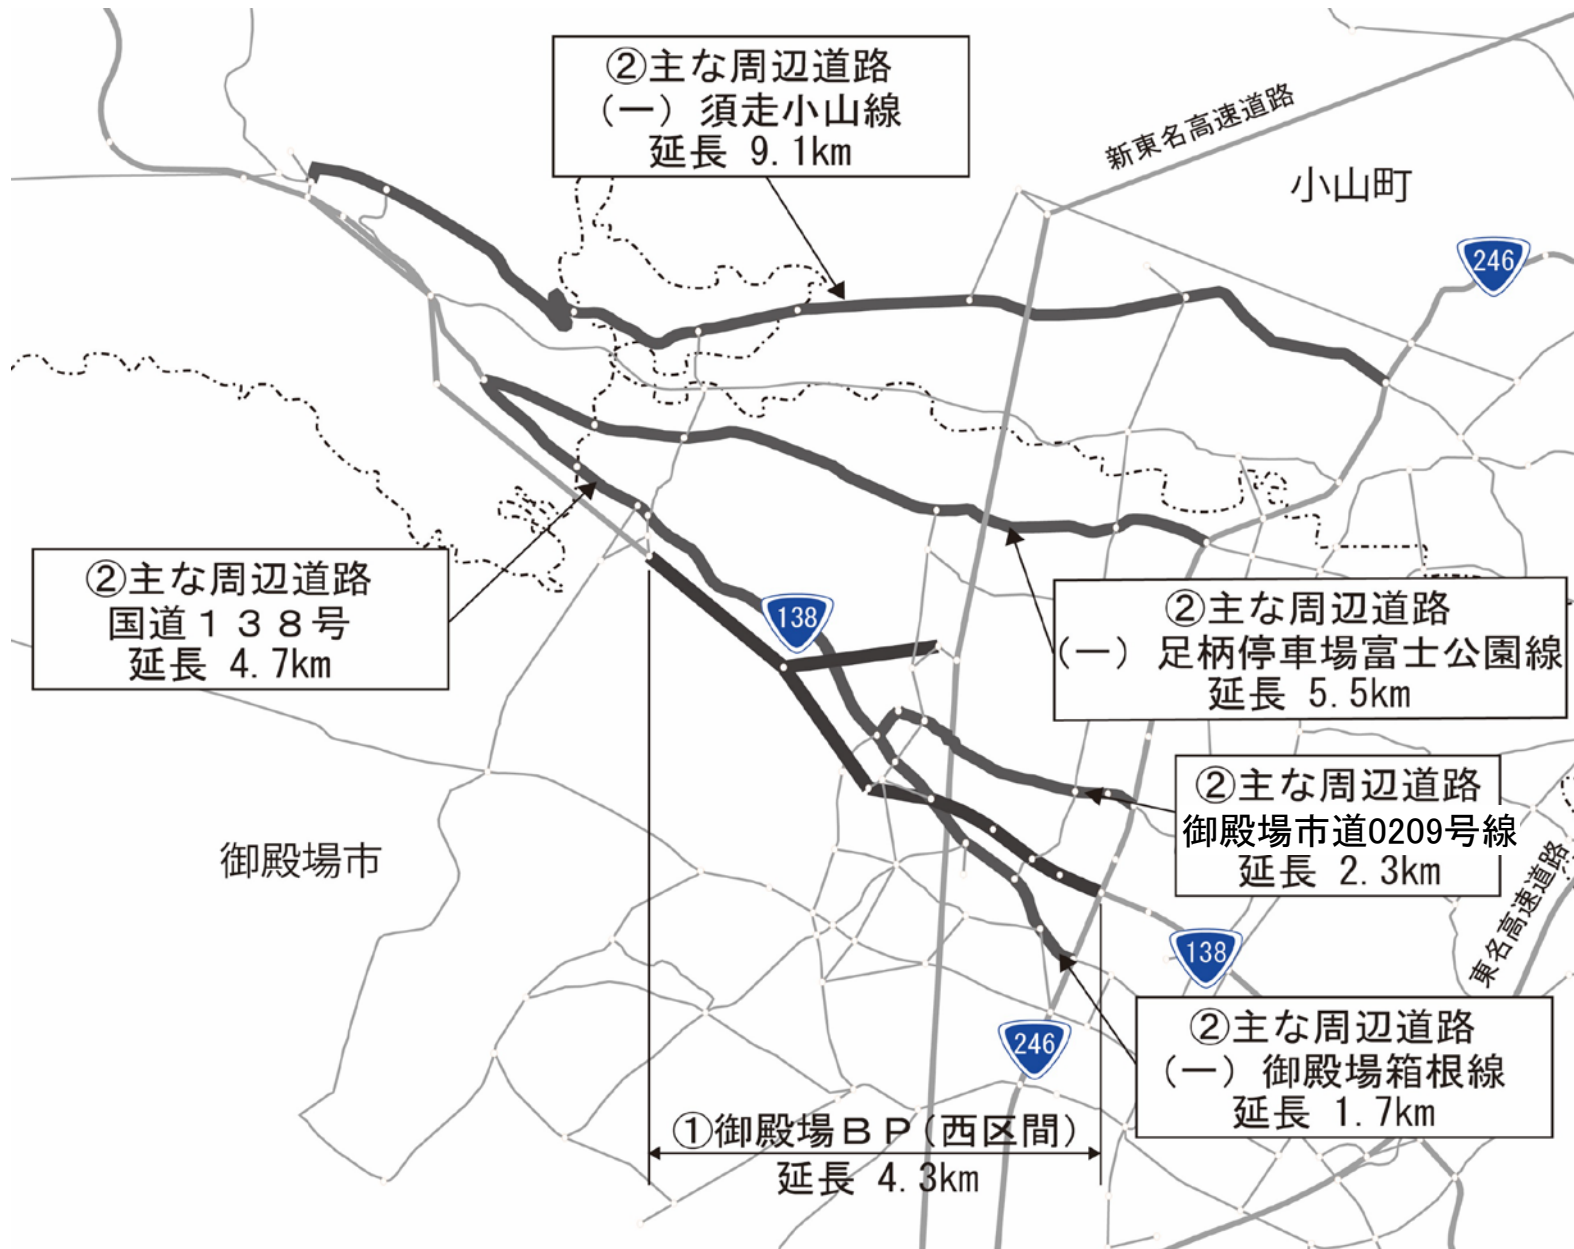 ②主な周辺道路
(一) 須走小山線
延長 9.1km
新東名高速道路
小山町
246
②主な周辺道路
国道１３８号
延長 4.7km
138
②主な周辺道路
(一) 足柄停車場富士公園線
延長 5.5km
②主な周辺道路
御殿場市道0209号線
延長 2.3km
御殿場市
東名高速道路
138
②主な周辺道路
(一) 御殿場箱根線
延長 1.7km
246
①御殿場ＢＰ(西区間)
延長 4.3km